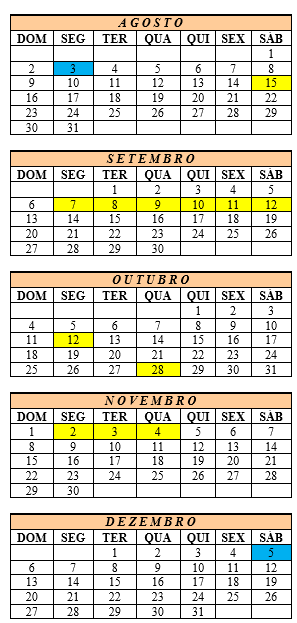 AGOSTO
DOM SEG TER QUA QUI SEX SÁB
1
2 3 4 5 6 7 8
9 10 11 12 13 14 15
16 17 18 19 20 21 22
23 24 25 26 27 28 29
30 31
SETEMBRO
DOM SEG TER QUA QUI SEX SÁB
1 2 3 4 5
6 7 8 9 10 11 12
13 14 15 16 17 18 19
20 21 22 23 24 25 26
27 28 29 30
OUTUBRO
DOM SEG TER QUA QUI SEX SÁB
1 2 3
4 5 6 7 8 9 10
11 12 13 14 15 16 17
18 19 20 21 22 23 24
25 26 27 28 29 30 31
NOVEMBRO
DOM SEG TER QUA QUI SEX SÁB
1 2 3 4 5 6 7
8 9 10 11 12 13 14
15 16 17 18 19 20 21
22 23 24 25 26 27 28
29 30
DEZEMBRO
DOM SEG TER QUA QUI SEX SÁB
1 2 3 4 5
6 7 8 9 10 11 12
13 14 15 16 17 18 19
20 21 22 23 24 25 26
27 28 29 30 31